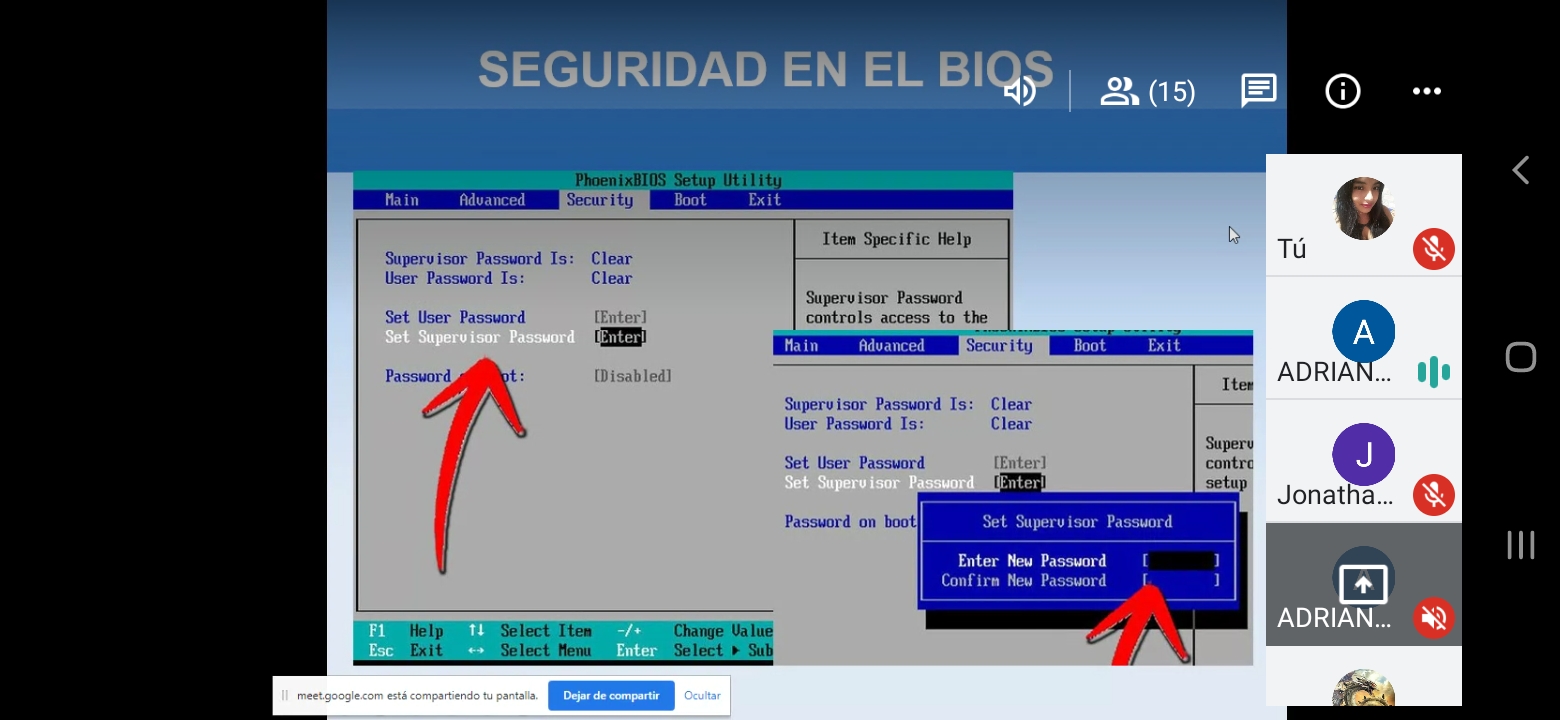 SEGURIDAD EN EL BIOS
(15)
PhoenixBIOS Setup Utility
Main Advanced Security Boot Exit
Item Specific Help
Supervisor Password Is: Clear
User Password Is: Clear
Set User Password [Enter]
Set Supervisor Password [Enter]
Supervisor Password
controls access to the
Password ot: [Disabled]
F1 Help ↑↓ Select Item -/+ Change Value
Esc Exit ↔ Select Menu Enter Select ▶ Sub
Main Advanced Security Boot Exit
Item
Supervisor Password Is: Clear
User Password Is: Clear
Superv
contro
setup
Set User Password [Enter]
Set Supervisor Password [Enter]
Password on boot
Set Supervisor Password
Enter New Password [ ]
Confirm New Password [ ]
Tú
A
ADRIAN...
J
Jonatha...
ADRIAN...
meet.google.com está compartiendo tu pantalla.
Dejar de compartir
Ocultar